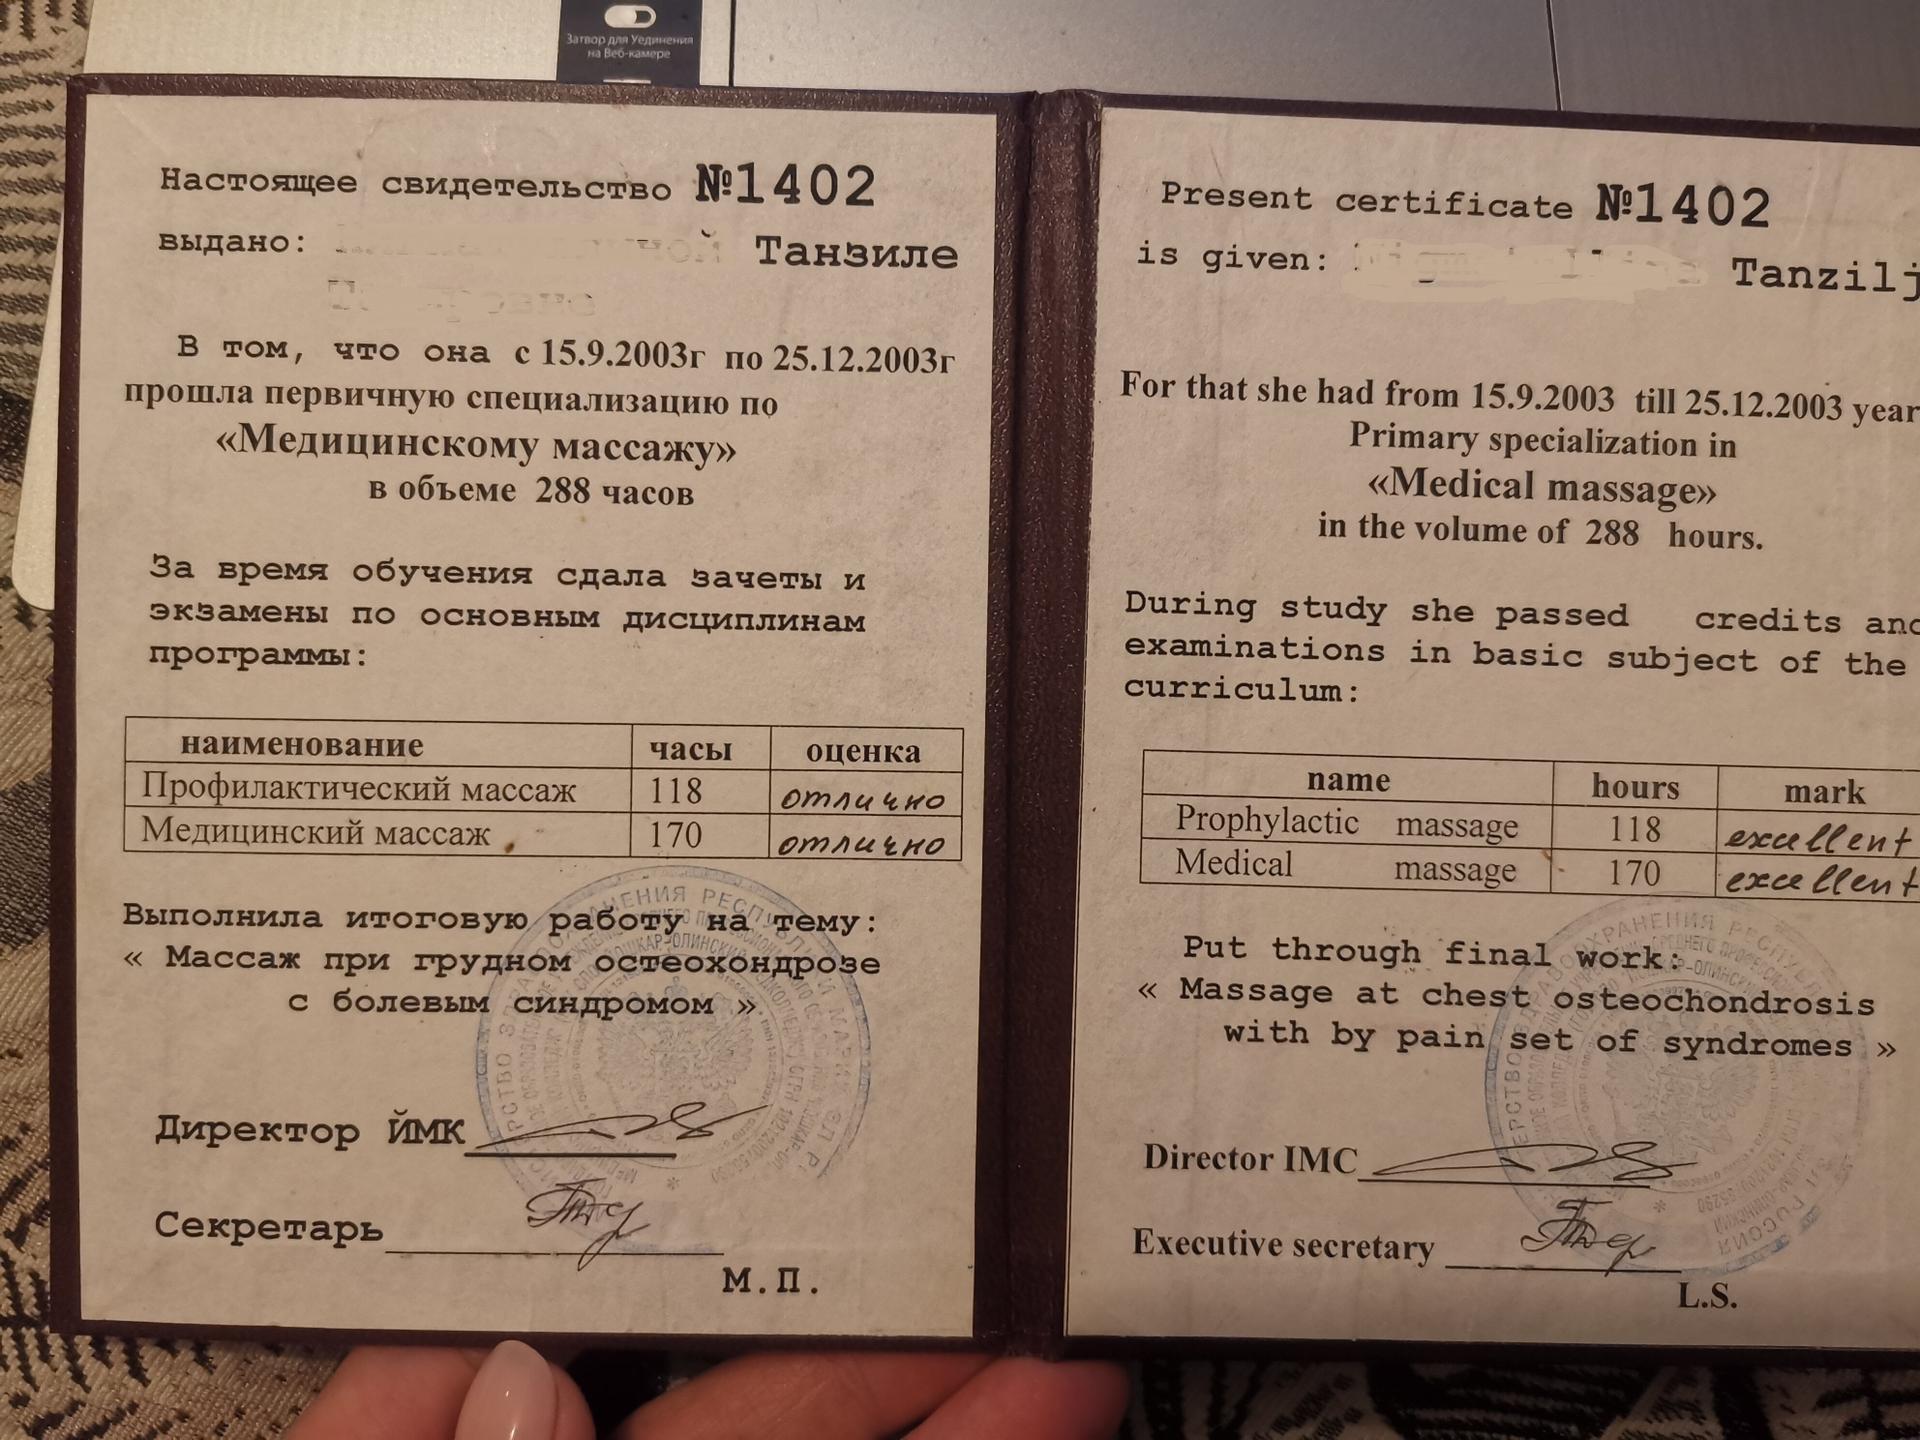 Затвор для Уединения
на Веб-камере
Настоящее свидетельство №1402
выдано: Танзиле
В том, что она с 15.9.2003г по 25.12.2003г
прошла первичную специализацию по
«Медицинскому массажу»
в объеме 288 часов
За время обучения сдала зачеты и
экзамены по основным дисциплинам
программы:
наименование часы оценка
Профилактический массаж 118 отлично
Медицинский массаж 170 отлично
Выполнила итоговую работу на тему:
« Массаж при грудном остеохондрозе
с болевым синдромом »
Директор ЙМК
Секретарь
М.П.
Present certificate №1402
is given: Tanzilj
For that she had from 15.9.2003 till 25.12.2003 year
Primary specialization in
«Medical massage»
in the volume of 288 hours.
During study she passed credits and
examinations in basic subject of the
curriculum:
name hours mark
Prophylactic massage 118 excellent
Medical massage 170 excellent
Put through final work:
« Massage at chest osteochondrosis
with by pain set of syndromes »
Director IMC
Executive secretary
L.S.